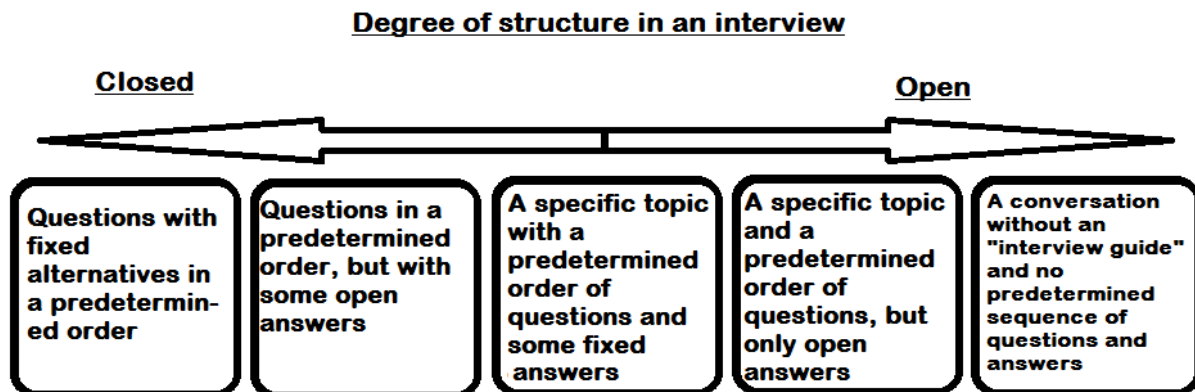 Degree of structure in an interview
Closed
Open
Questions with
fixed
alternatives in
a predetermin-
ed order
Questions in a
predetermined
order, but with
some open
answers
A specific topic
with a
predetermined
order of
questions and
some fixed
answers
A specific topic
and a
predetermined
order of
questions, but
only open
answers
A conversation
without an
"interview guide"
and no
predetermined
sequence of
questions and
answers